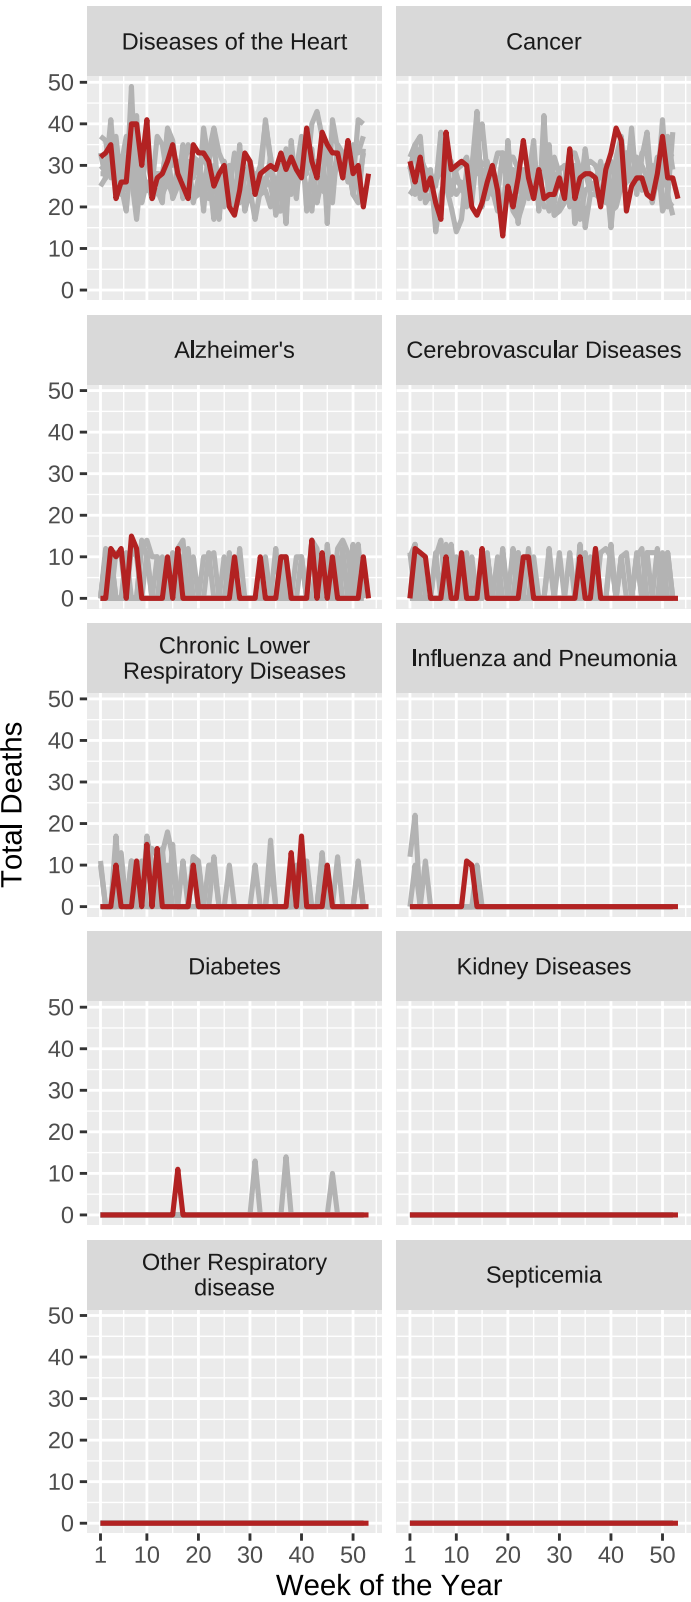 Diseases of the Heart
Cancer
50
40
30
20
10
0
Alzheimer's
Cerebrovascular Diseases
50
40
30
20
10
0
Chronic Lower
Respiratory Diseases
Influenza and Pneumonia
50
40
30
20
10
0
Total Deaths
Diabetes
Kidney Diseases
50
40
30
20
10
0
Other Respiratory
disease
Septicemia
50
40
30
20
10
0
1 10 20 30 40 50
1 10 20 30 40 50
Week of the Year